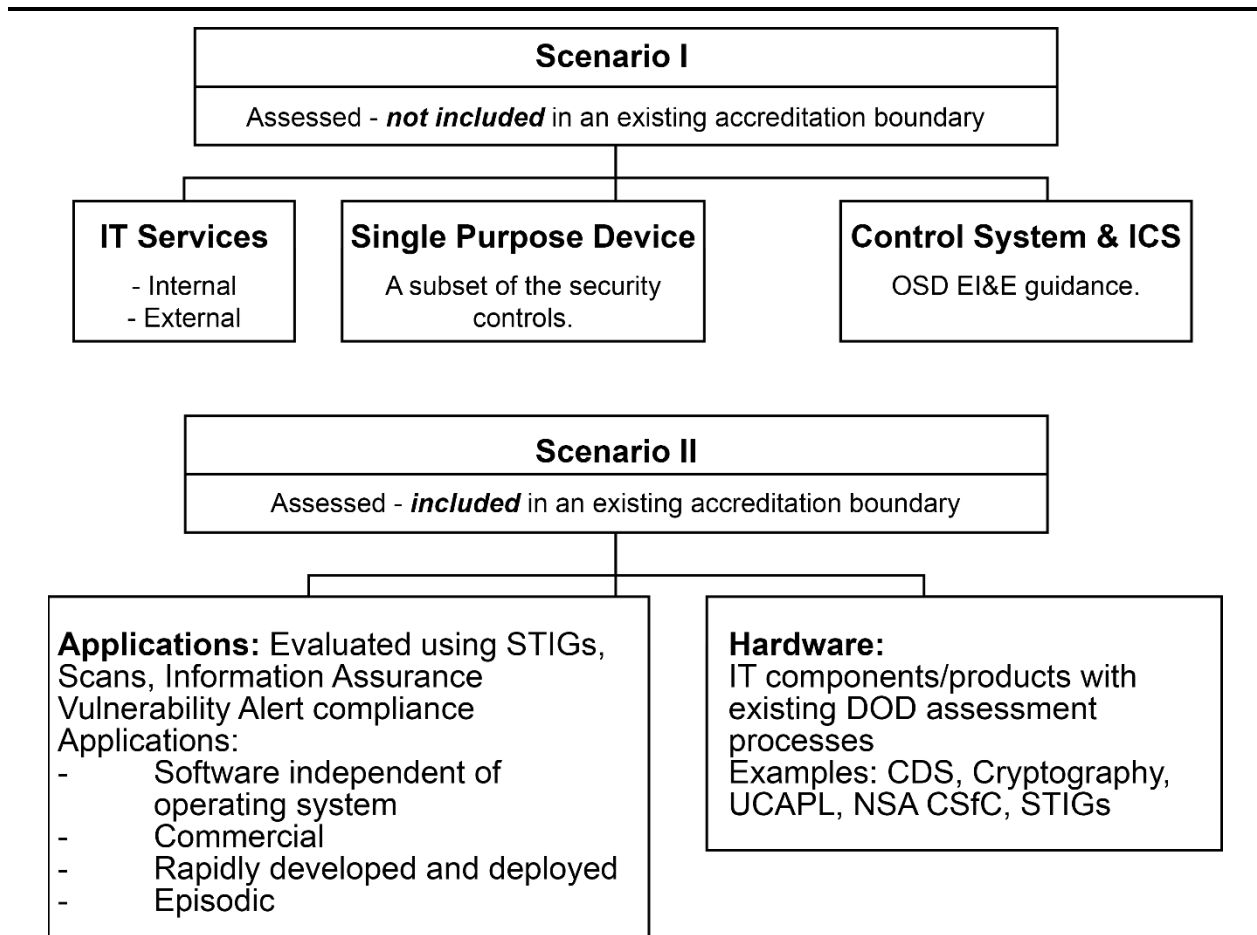 Scenario I
Assessed - not included in an existing accreditation boundary
IT Services
- Internal
- External
Single Purpose Device
A subset of the security
controls.
Control System & ICS
OSD EI&E guidance.
Scenario II
Assessed - included in an existing accreditation boundary
Applications: Evaluated using STIGs,
Scans, Information Assurance
Vulnerability Alert compliance
Applications:
- Software independent of
operating system
- Commercial
- Rapidly developed and deployed
- Episodic
Hardware:
IT components/products with
existing DOD assessment
processes
Examples: CDS, Cryptography,
UCAPL, NSA CSfC, STIGs